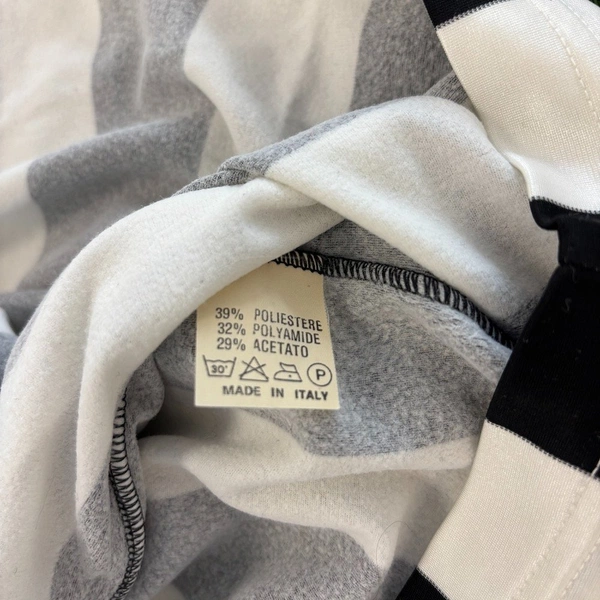 39% POLIESTERE
32% POLYAMIDE
29% ACETATO
30° P
MADE IN ITALY